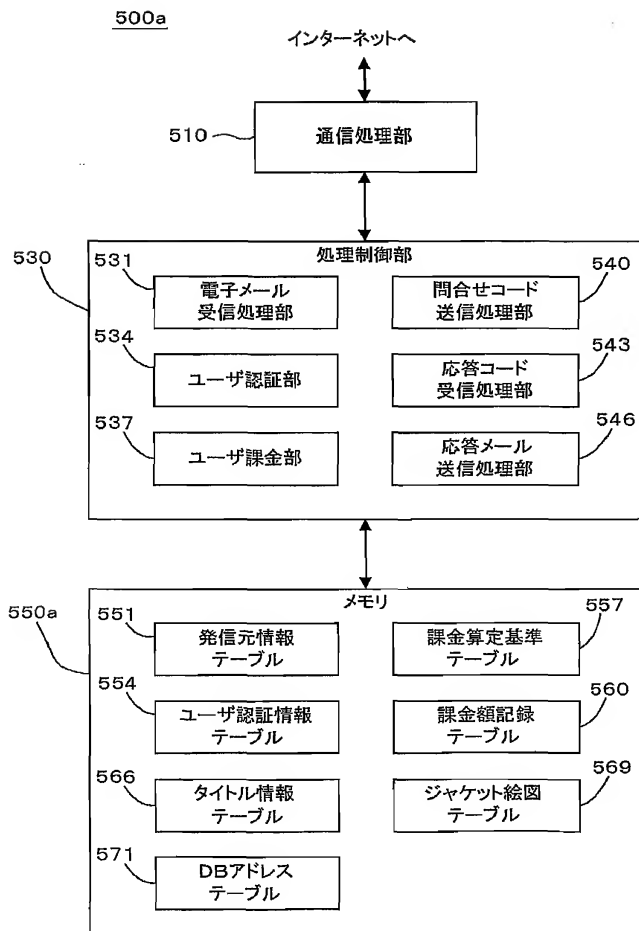 500a
インターネットへ
510
通信処理部
530
処理制御部
531
電子メール
受信処理部
540
問合せコード
送信処理部
534
ユーザ認証部
543
応答コード
受信処理部
537
ユーザ課金部
546
応答メール
送信処理部
550a
メモリ
551
発信元情報
テーブル
557
課金算定基準
テーブル
554
ユーザ認証情報
テーブル
560
課金額記録
テーブル
566
タイトル情報
テーブル
569
ジャケット絵図
テーブル
571
DBアドレス
テーブル